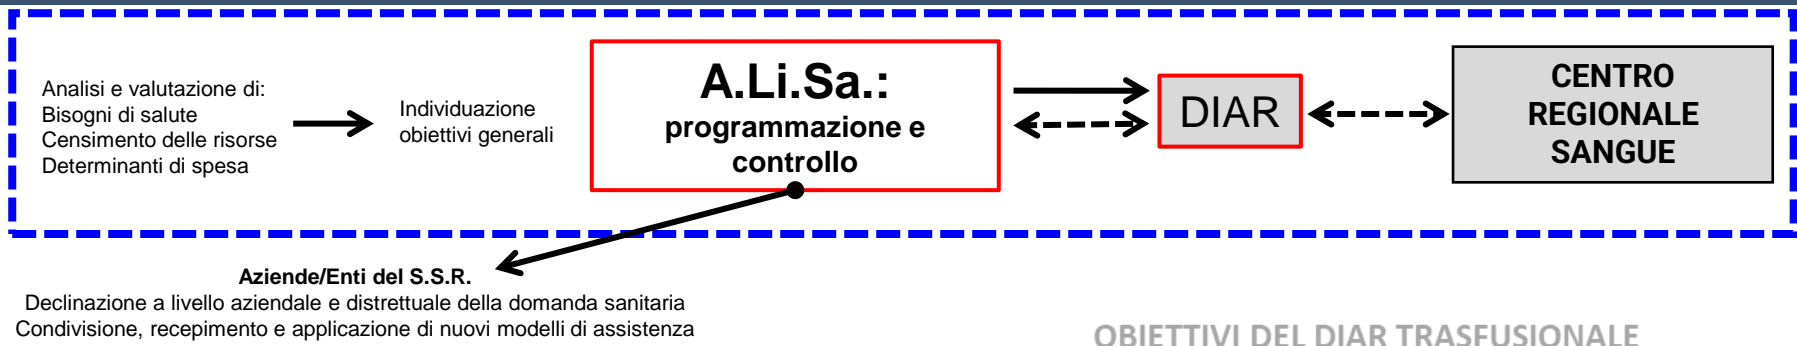 Analisi e valutazione di:
Bisogni di salute
Censimento delle risorse
Determinanti di spesa
Individuazione
obiettivi generali
A.Li.Sa.:
programmazione e
controllo
DIAR
CENTRO
REGIONALE
SANGUE
Aziende/Enti del S.S.R.
Declinazione a livello aziendale e distrettuale della domanda sanitaria
Condivisione, recepimento e applicazione di nuovi modelli di assistenza
OBIETTIVI DEL DIAR TRASFUSIONALE